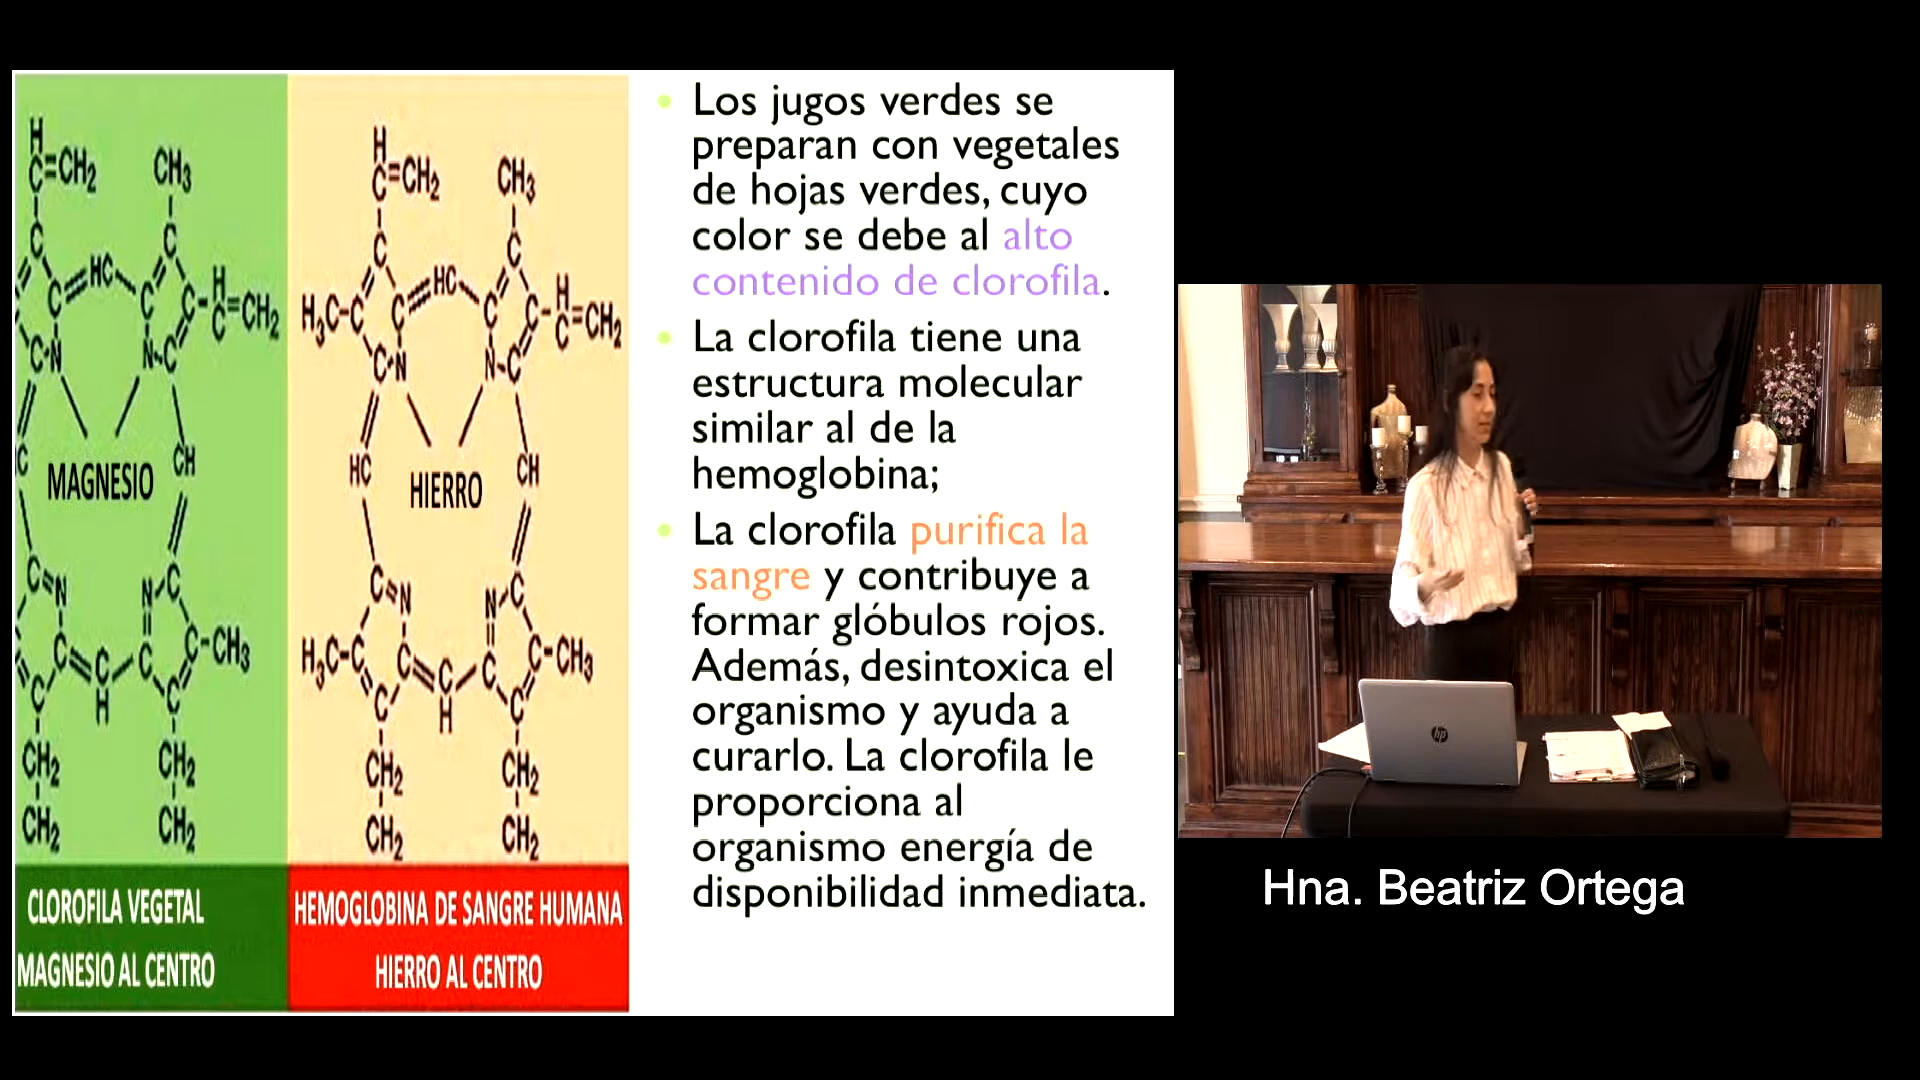 H
C=CH2
CH3
C
C
C
HC
C
C-C=CH2
H
C-N
N-C
C
MAGNESIO
CH
C=N
N-C
C
C
C
C-CH3
C
H
C
C
CH2
CH2
CH2
CH2
CLOROFILA VEGETAL
MAGNESIO AL CENTRO
H
C=CH2
CH3
C
C
H3C-C
C
HC
C
C-C=CH2
H
C-N
N-C
HC
HIERRO
CH
C=N
N-C
H3C-C
C
C
C
C-CH3
H
C
C
CH2
CH2
CH2
CH2
HEMOGLOBINA DE SANGRE HUMANA
HIERRO AL CENTRO
• Los jugos verdes se
preparan con vegetales
de hojas verdes, cuyo
color se debe al alto
contenido de clorofila.
• La clorofila tiene una
estructura molecular
similar al de la
hemoglobina;
• La clorofila purifica la
sangre y contribuye a
formar glóbulos rojos.
Además, desintoxica el
organismo y ayuda a
curarlo. La clorofila le
proporciona al
organismo energía de
disponibilidad inmediata.
hp
Hna. Beatriz Ortega